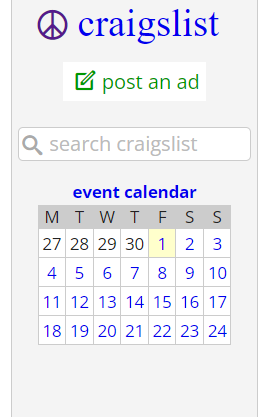 craigslist
post an ad
search craigslist
event calendar
M T W T F S S
27 28 29 30 1 2 3
4 5 6 7 8 9 10
11 12 13 14 15 16 17
18 19 20 21 22 23 24